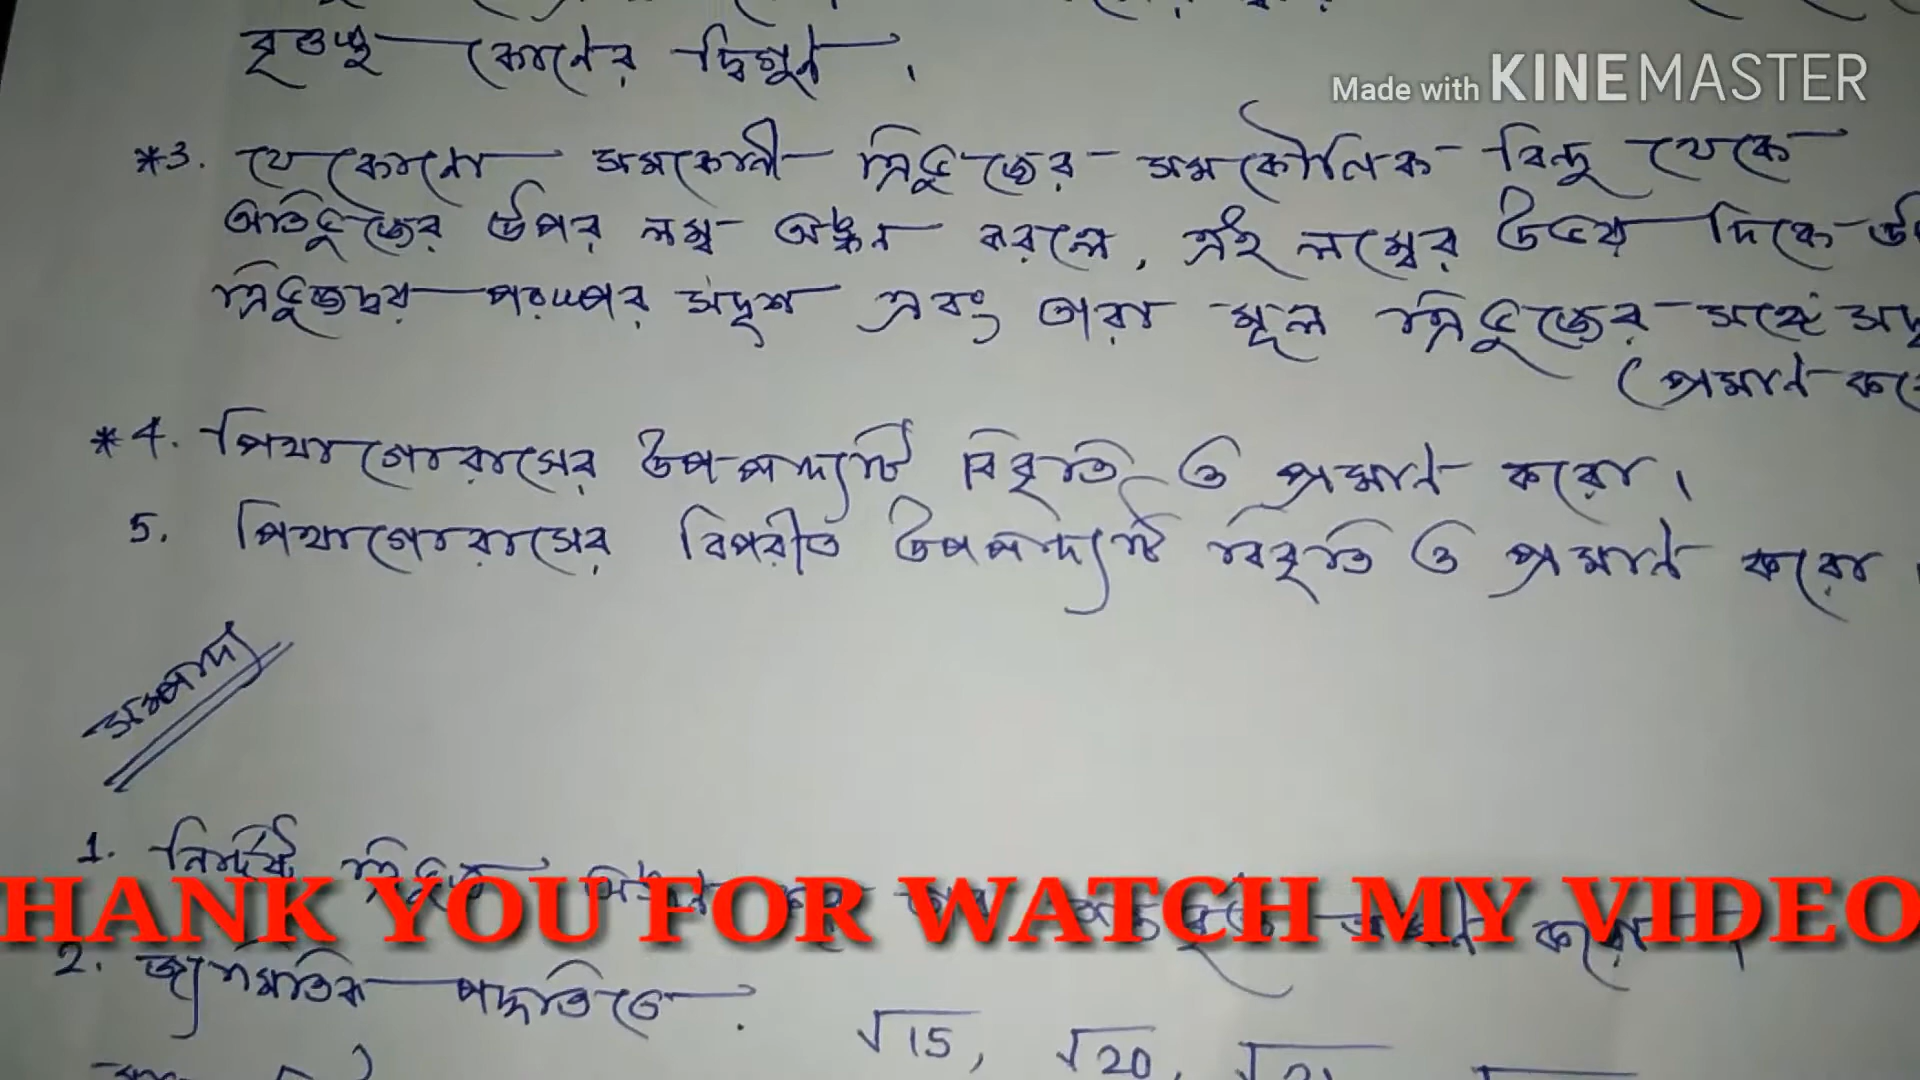 বৃত্তস্থ কোনের দ্বিগুন ।
Made with KINEMASTER
*3. যে কোনো সমকোনী ত্রিভুজের সমকৌনিক বিন্দু থেকে
অতিভুজের উপর লম্ব অঙ্কন করলে, এই লম্বের উভয় দিকে
ত্রিভুজদ্বয় পরস্পর সদৃশ এবং তারা মূল ত্রিভুজের সঙ্গে
(প্রমান
*4. পিথাগোরাসের উপপাদ্যটি বিবৃতি ও প্রমান করো ।
5. পিথাগোরাসের বিপরীত উপপাদ্যটি বিবৃতি ও প্রমান করো ।
সম্পাদ্য
1. নির্দিষ্ট ত্রিভুজ করো ।
HANK YOU FOR WATCH MY VIDEO
2. জ্যামিতিক পদ্ধতিতে
√15, √20,